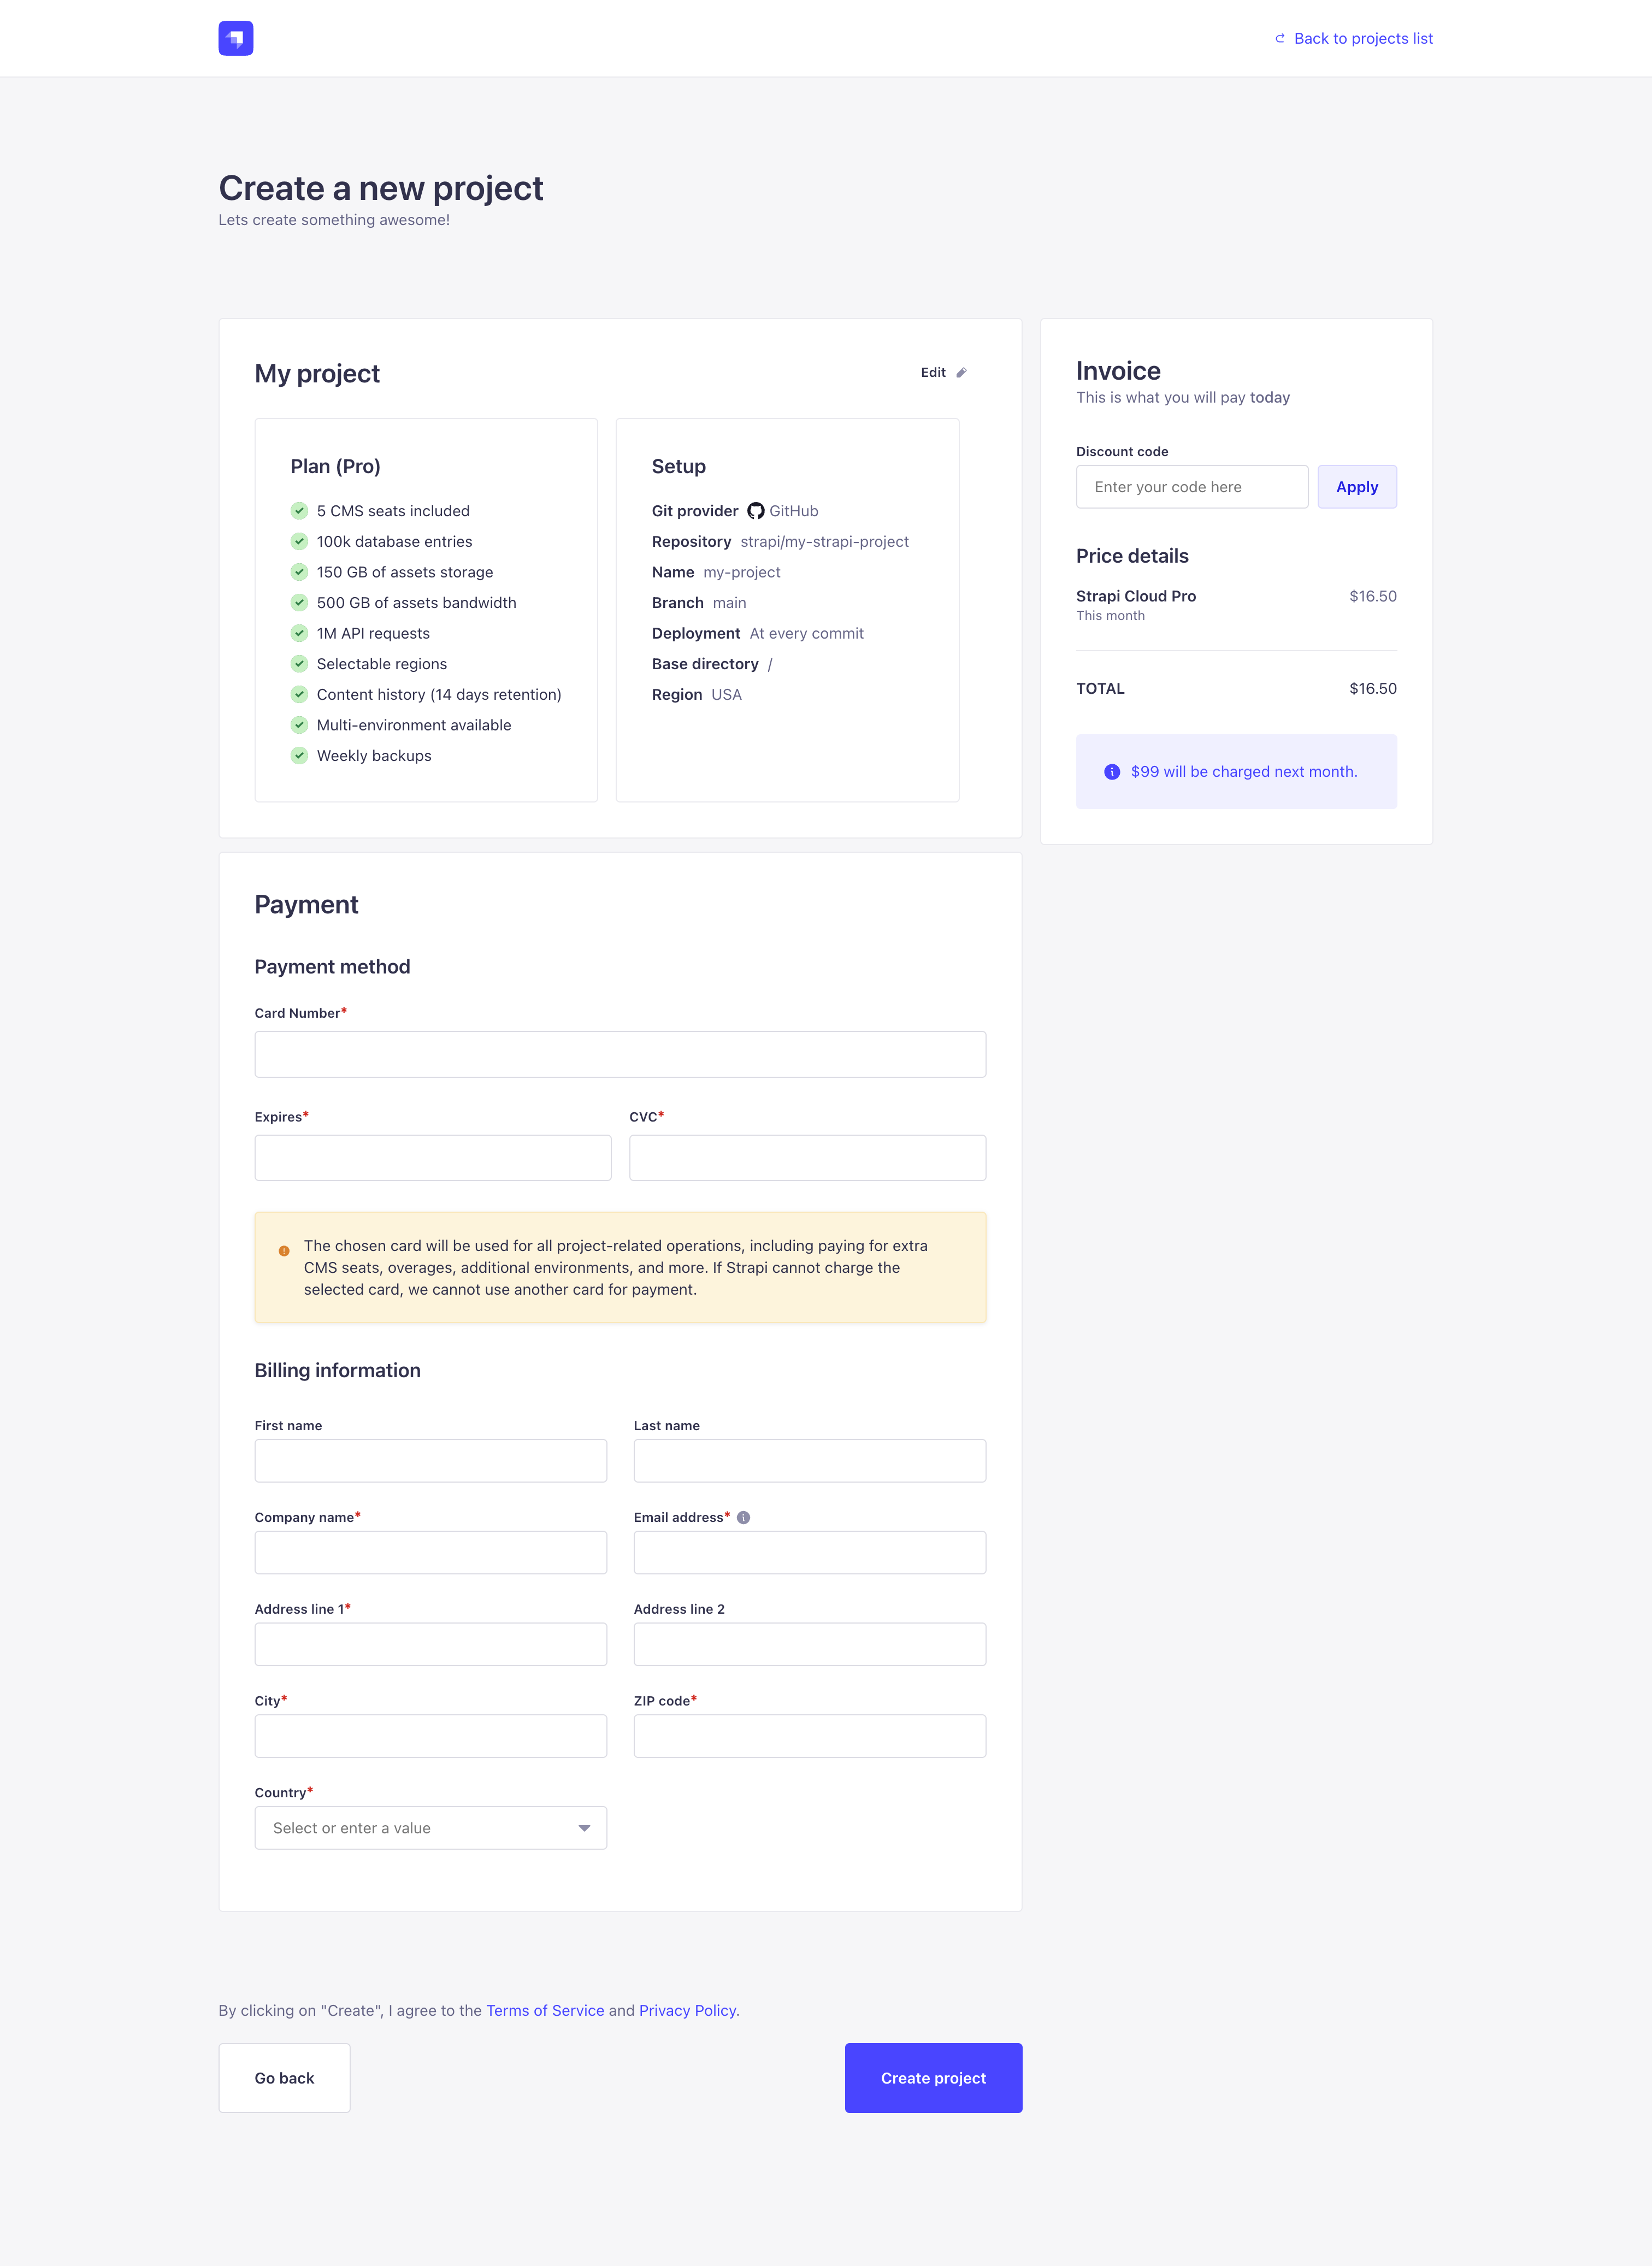 Back to projects list
Create a new project
Lets create something awesome!
My project
Edit
Plan (Pro)
5 CMS seats included
100k database entries
150 GB of assets storage
500 GB of assets bandwidth
1M API requests
Selectable regions
Content history (14 days retention)
Multi-environment available
Weekly backups
Setup
Git provider GitHub
Repository strapi/my-strapi-project
Name my-project
Branch main
Deployment At every commit
Base directory /
Region USA
Invoice
This is what you will pay today
Discount code
Enter your code here Apply
Price details
Strapi Cloud Pro $16.50
This month
TOTAL $16.50
$99 will be charged next month.
Payment
Payment method
Card Number*
Expires* CVC*
The chosen card will be used for all project-related operations, including paying for extra
CMS seats, overages, additional environments, and more. If Strapi cannot charge the
selected card, we cannot use another card for payment.
Billing information
First name Last name
Company name* Email address*
Address line 1* Address line 2
City* ZIP code*
Country*
Select or enter a value
By clicking on "Create", I agree to the Terms of Service and Privacy Policy.
Go back Create project